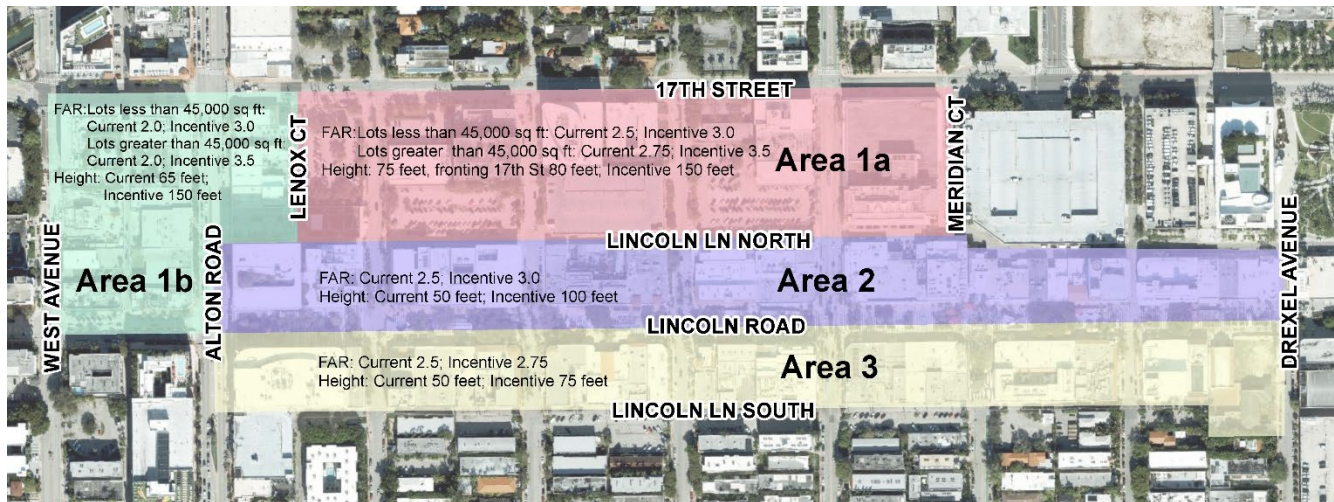 17TH STREET
FAR:Lots less than 45,000 sq ft:
Current 2.0; Incentive 3.0
Lots greater than 45,000 sq ft:
Current 2.0; Incentive 3.5
Height: Current 65 feet;
Incentive 150 feet
LENOX CT
FAR:Lots less than 45,000 sq ft: Current 2.5; Incentive 3.0
Lots greater than 45,000 sq ft: Current 2.75; Incentive 3.5
Height: 75 feet, fronting 17th St 80 feet; Incentive 150 feet
Area 1a
MERIDIAN CT
LINCOLN LN NORTH
WEST AVENUE
Area 1b
ALTON ROAD
FAR: Current 2.5; Incentive 3.0
Height: Current 50 feet; Incentive 100 feet
Area 2
DREXEL AVENUE
LINCOLN ROAD
FAR: Current 2.5; Incentive 2.75
Height: Current 50 feet; Incentive 75 feet
Area 3
LINCOLN LN SOUTH